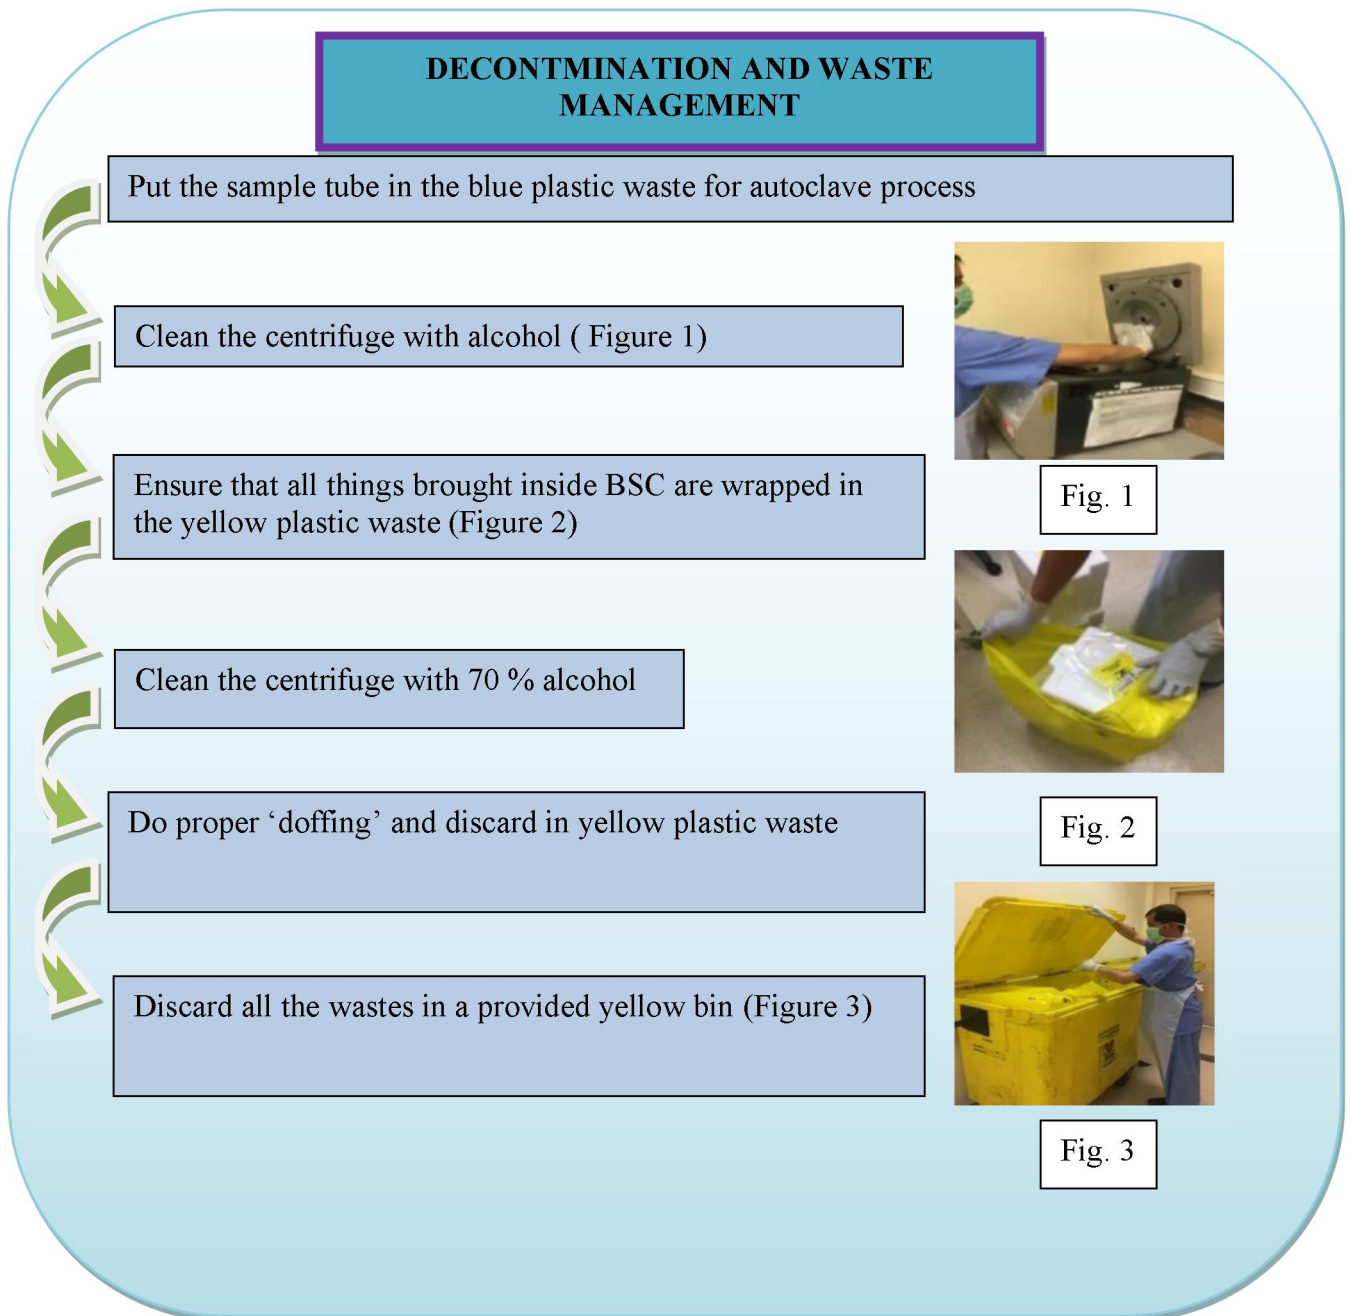 DECONTMINATION AND WASTE
MANAGEMENT
Put the sample tube in the blue plastic waste for autoclave process
Clean the centrifuge with alcohol ( Figure 1)
Fig. 1
Ensure that all things brought inside BSC are wrapped in
the yellow plastic waste (Figure 2)
Clean the centrifuge with 70 % alcohol
Fig. 2
Do proper ‘doffing’ and discard in yellow plastic waste
Discard all the wastes in a provided yellow bin (Figure 3)
Fig. 3